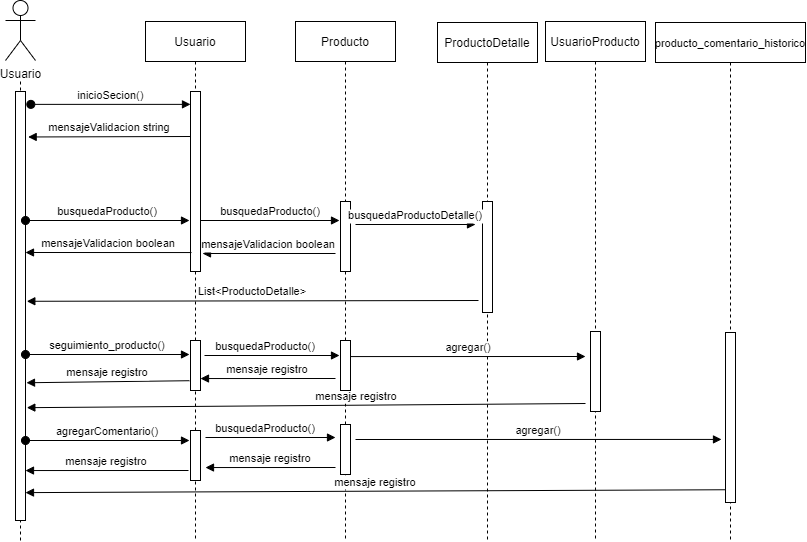 Usuario
Usuario
Producto
ProductoDetalle
UsuarioProducto
producto_comentario_historico
inicioSecion()
mensajeValidacion string
busquedaProducto()
busquedaProducto()
busquedaProductoDetalle()
mensajeValidacion boolean
mensajeValidacion boolean
List<ProductoDetalle>
seguimiento_producto()
busquedaProducto()
agregar()
mensaje registro
mensaje registro
mensaje registro
agregarComentario()
busquedaProducto()
agregar()
mensaje registro
mensaje registro
mensaje registro